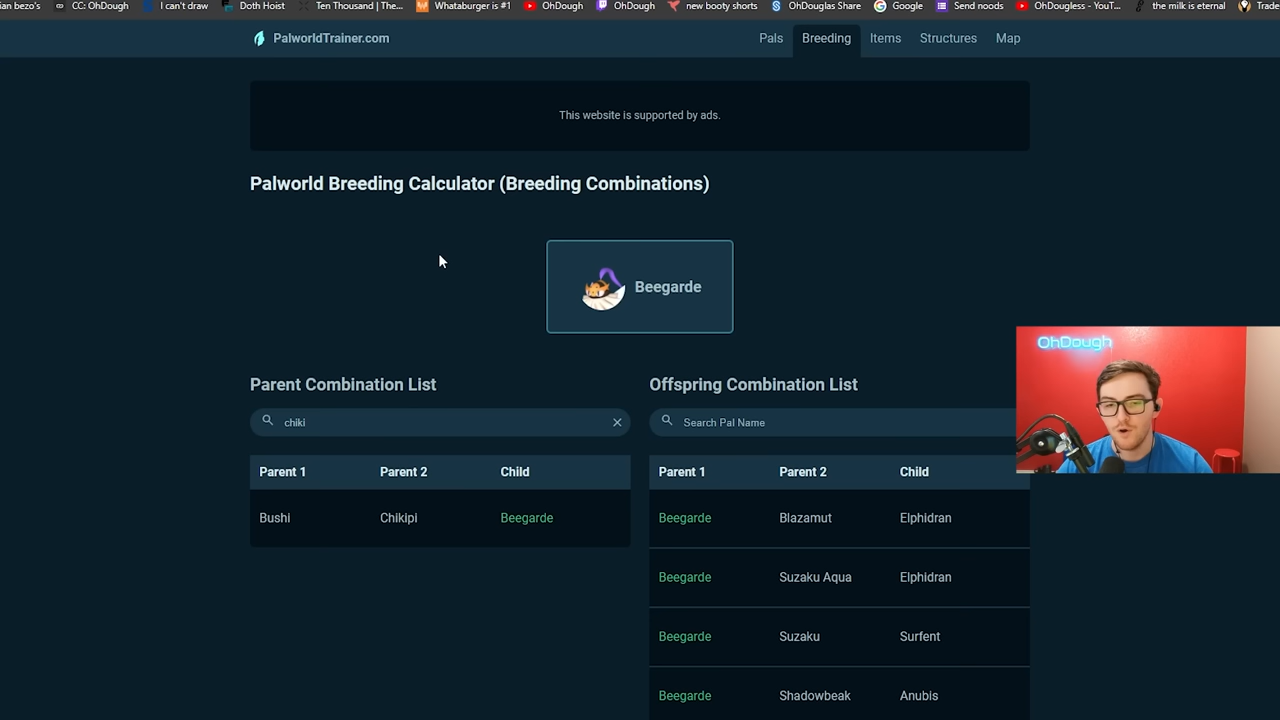 ian bezo's CC: OhDough I can't draw Doth Hoist Ten Thousand | The... Whataburger is #1 OhDough OhDough new booty shorts OhDouglas Share Google Send noods OhDougless - YouT... the milk is eternal Trade
PalworldTrainer.com Pals Breeding Items Structures Map
This website is supported by ads.
Palworld Breeding Calculator (Breeding Combinations)
Beegarde
OhDough
Parent Combination List Offspring Combination List
chiki Search Pal Name
Parent 1 Parent 2 Child Parent 1 Parent 2 Child
Bushi Chikipi Beegarde Beegarde Blazamut Elphidran
Beegarde Suzaku Aqua Elphidran
Beegarde Suzaku Surfent
Beegarde Shadowbeak Anubis